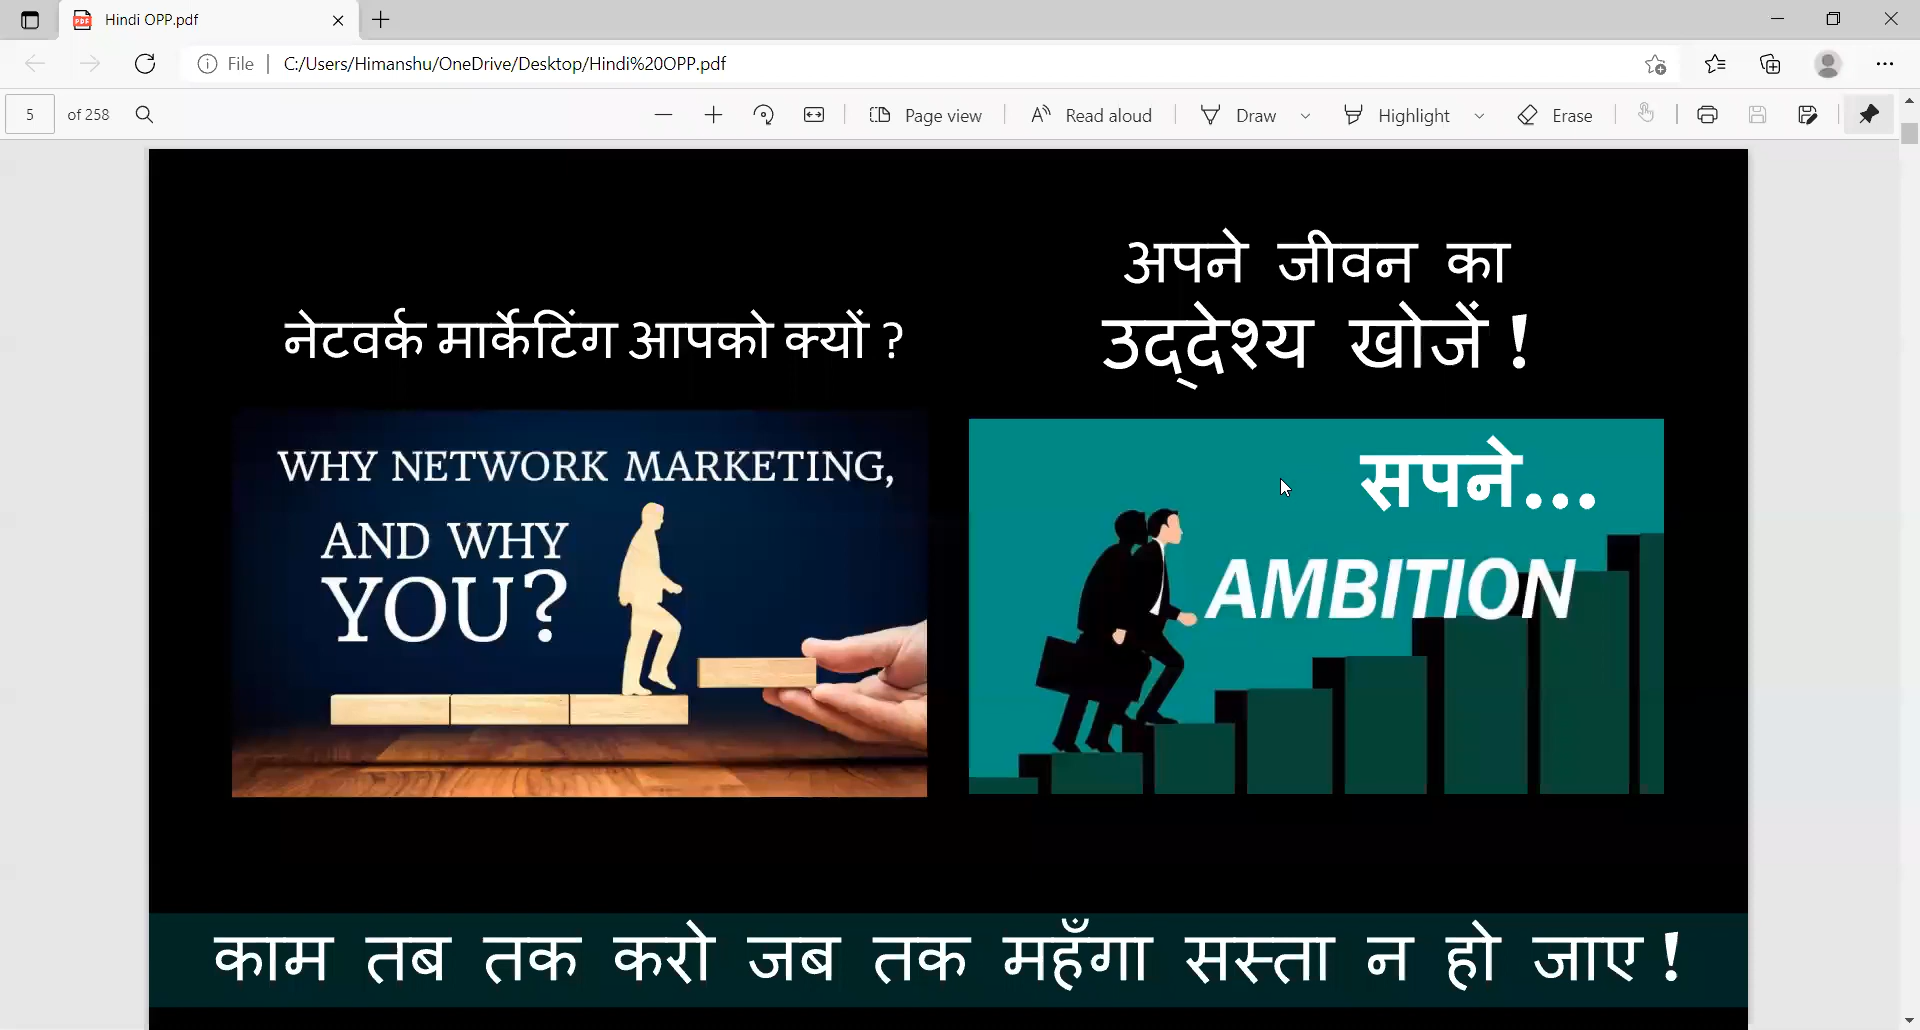 Hindi OPP.pdf
File
C:/Users/Himanshu/OneDrive/Desktop/Hindi%20OPP.pdf
5 of 258
Page view
Read aloud
Draw
Highlight
Erase
नेटवर्क मार्केटिंग आपको क्यों ?
WHY NETWORK MARKETING,
AND WHY
YOU?
अपने जीवन का
उद्देश्य खोजें !
सपने...
AMBITION
काम तब तक करो जब तक महँगा सस्ता न हो जाए !